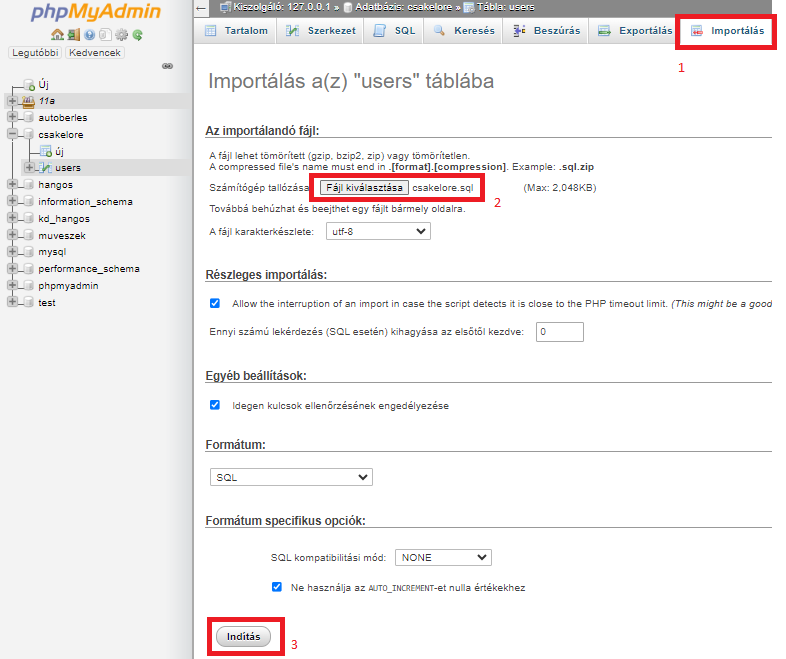 phpMyAdmin
Legutóbbi Kedvencek
Új
11a
autoberles
csakelore
új
users
hangos
information_schema
kd_hangos
muveszek
mysql
performance_schema
phpmyadmin
test
Kiszolgáló: 127.0.0.1 » Adatbázis: csakelore » Tábla: users
Tartalom Szerkezet SQL Keresés Beszúrás Exportálás Importálás
1
Importálás a(z) "users" táblába
Az importálandó fájl:
A fájl lehet tömörített (gzip, bzip2, zip) vagy tömörítetlen.
A compressed file's name must end in .[format].[compression]. Example: .sql.zip
Számítógép tallózása Fájl kiválasztása csakelore.sql (Max: 2,048KB)
2
Továbbá behúzhat és beejthet egy fájlt bármely oldalra.
A fájl karakterkészlete: utf-8
Részleges importálás:
Allow the interruption of an import in case the script detects it is close to the PHP timeout limit. (This might be a good
Ennyi számú lekérdezés (SQL esetén) kihagyása az elsőtől kezdve: 0
Egyéb beállítások:
Idegen kulcsok ellenőrzésének engedélyezése
Formátum:
SQL
Formátum specifikus opciók:
SQL kompatibilitási mód: NONE
Ne használja az AUTO_INCREMENT-et nulla értékekhez
Indítás
3